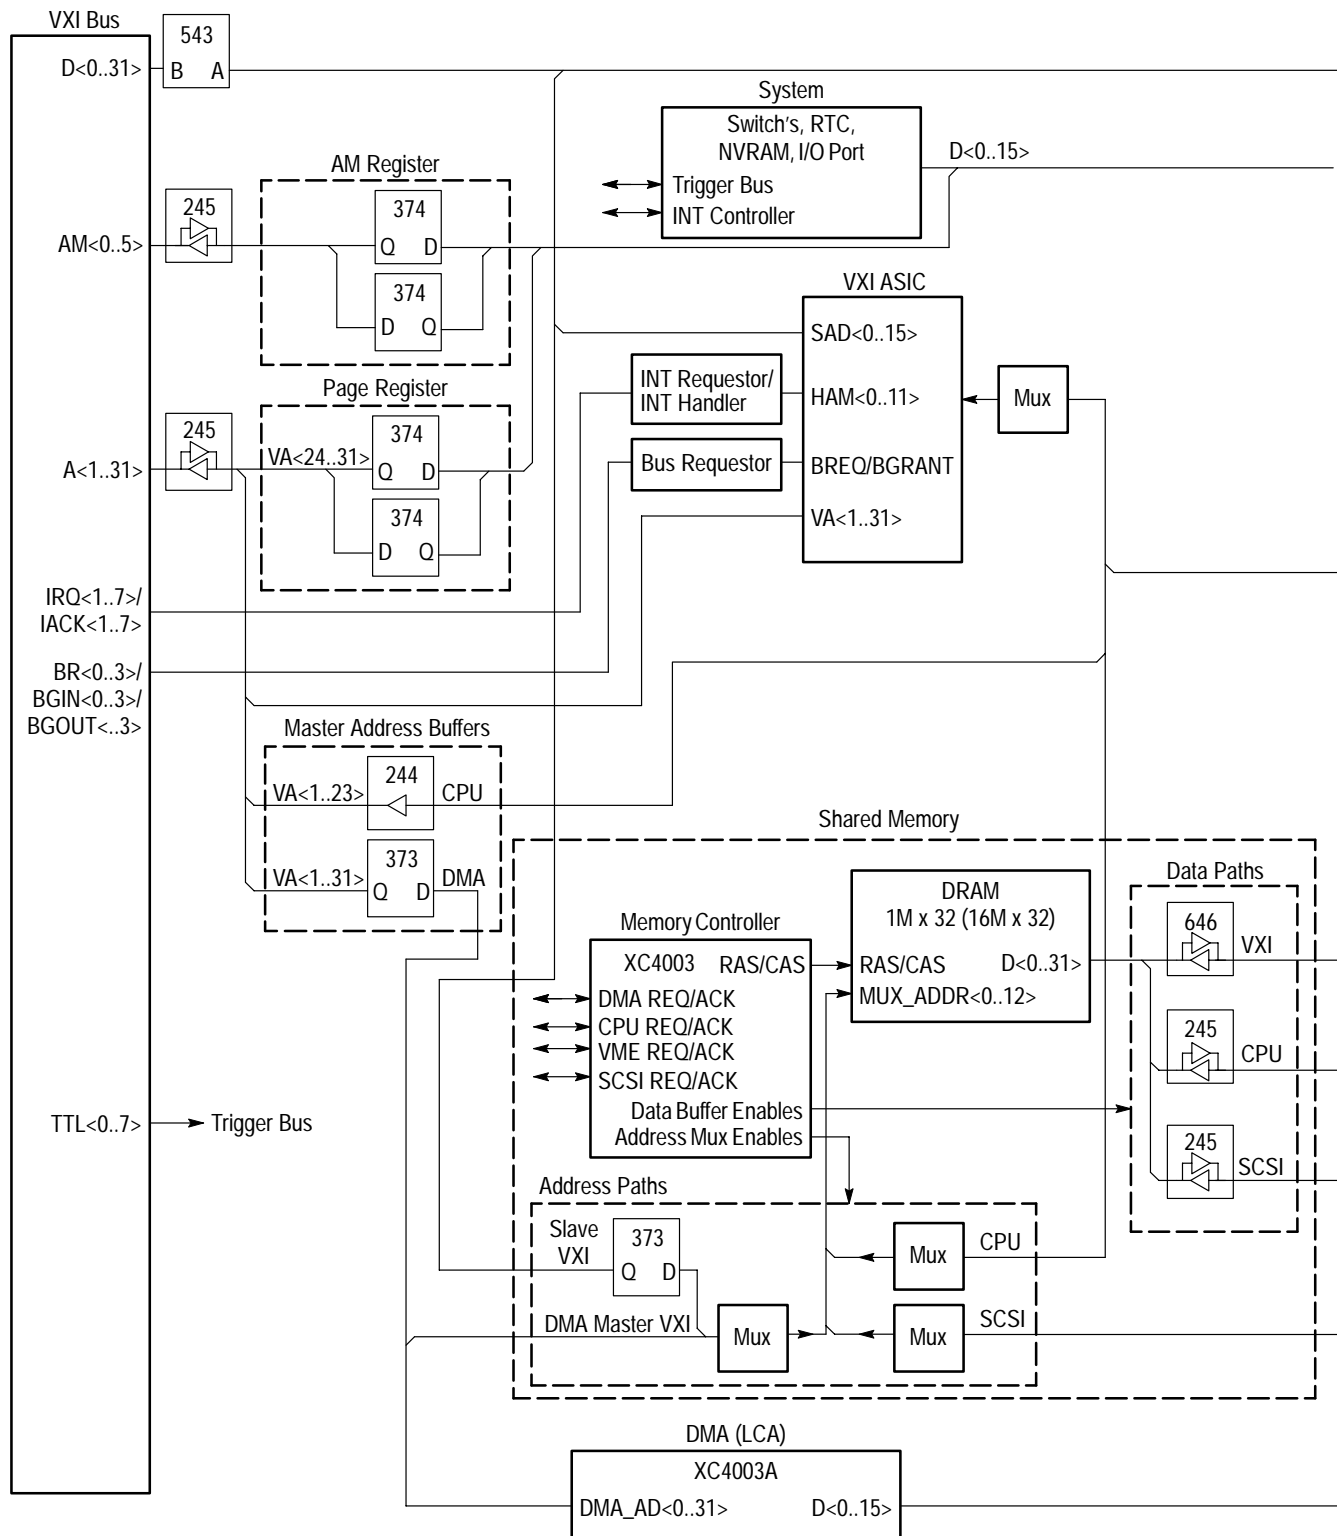 VXI Bus
543
D<0..31>
B A
System
Switch's, RTC,
NVRAM, I/O Port
D<0..15>
Trigger Bus
INT Controller
AM Register
245
374
AM<0..5>
Q D
374
D Q
VXI ASIC
SAD<0..15>
INT Requestor/
INT Handler
HAM<0..11>
Mux
Page Register
245
374
A<1..31>
VA<24..31>
Q D
Bus Requestor
BREQ/BGRANT
374
D Q
VA<1..31>
IRQ<1..7>/
IACK<1..7>
BR<0..3>/
BGIN<0..3>/
BGOUT<..3>
Master Address Buffers
244
VA<1..23>
CPU
373
VA<1..31>
Q D
DMA
Shared Memory
Data Paths
DRAM
1M x 32 (16M x 32)
RAS/CAS
D<0..31>
MUX_ADDR<0..12>
646
VXI
245
CPU
245
SCSI
Memory Controller
XC4003
RAS/CAS
DMA REQ/ACK
CPU REQ/ACK
VME REQ/ACK
SCSI REQ/ACK
Data Buffer Enables
Address Mux Enables
TTL<0..7>
Trigger Bus
Address Paths
Slave
VXI
373
Q D
Mux
CPU
DMA Master VXI
Mux
Mux
SCSI
DMA (LCA)
XC4003A
DMA_AD<0..31>
D<0..15>